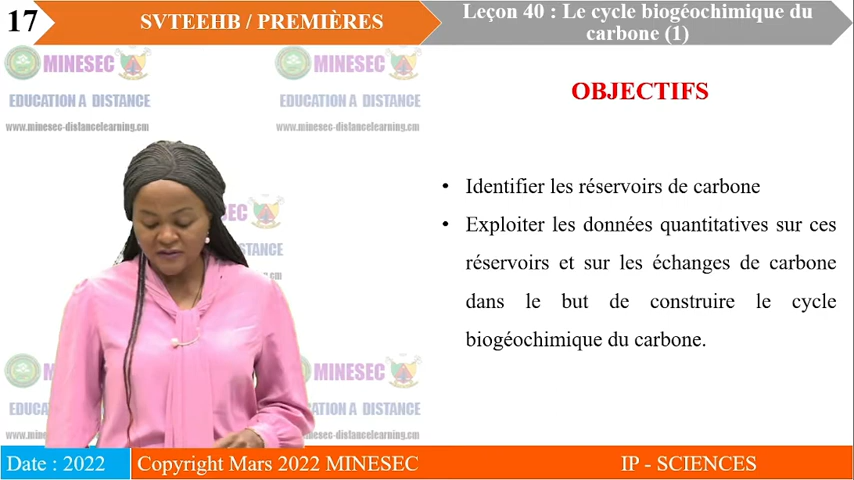 17
SVTEEHB / PREMIÈRES
Leçon 40 : Le cycle biogéochimique du
carbone (1)
MINESEC
EDUCATION A DISTANCE
www.minesec-distancelearning.cm
MINESEC
EDUCATION A DISTANCE
www.minesec-distancelearning.cm
OBJECTIFS
• Identifier les réservoirs de carbone
• Exploiter les données quantitatives sur ces
réservoirs et sur les échanges de carbone
dans le but de construire le cycle
biogéochimique du carbone.
MINESEC
Date : 2022
Copyright Mars 2022 MINESEC
IP - SCIENCES